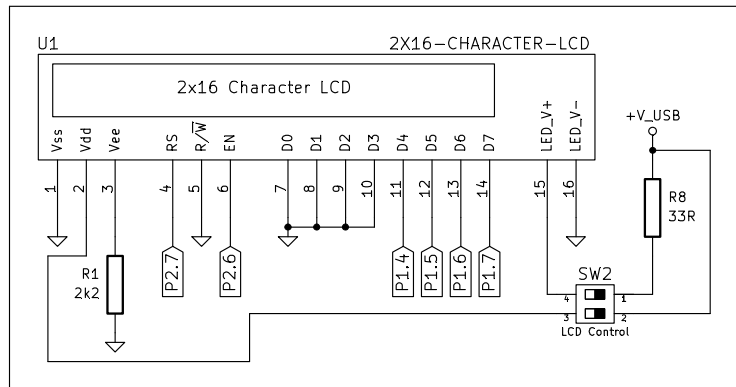 U1 2X16-CHARACTER-LCD
2x16 Character LCD
+V_USB
Vss Vdd Vee RS R/W EN D0 D1 D2 D3 D4 D5 D6 D7 LED_V+ LED_V-
1 2 3 4 5 6 7 8 9 10 11 12 13 14 15 16
R8
33R
R1
2k2
P2.7 P2.6 P1.4 P1.5 P1.6 P1.7
SW2
4 1
3 2
LCD Control